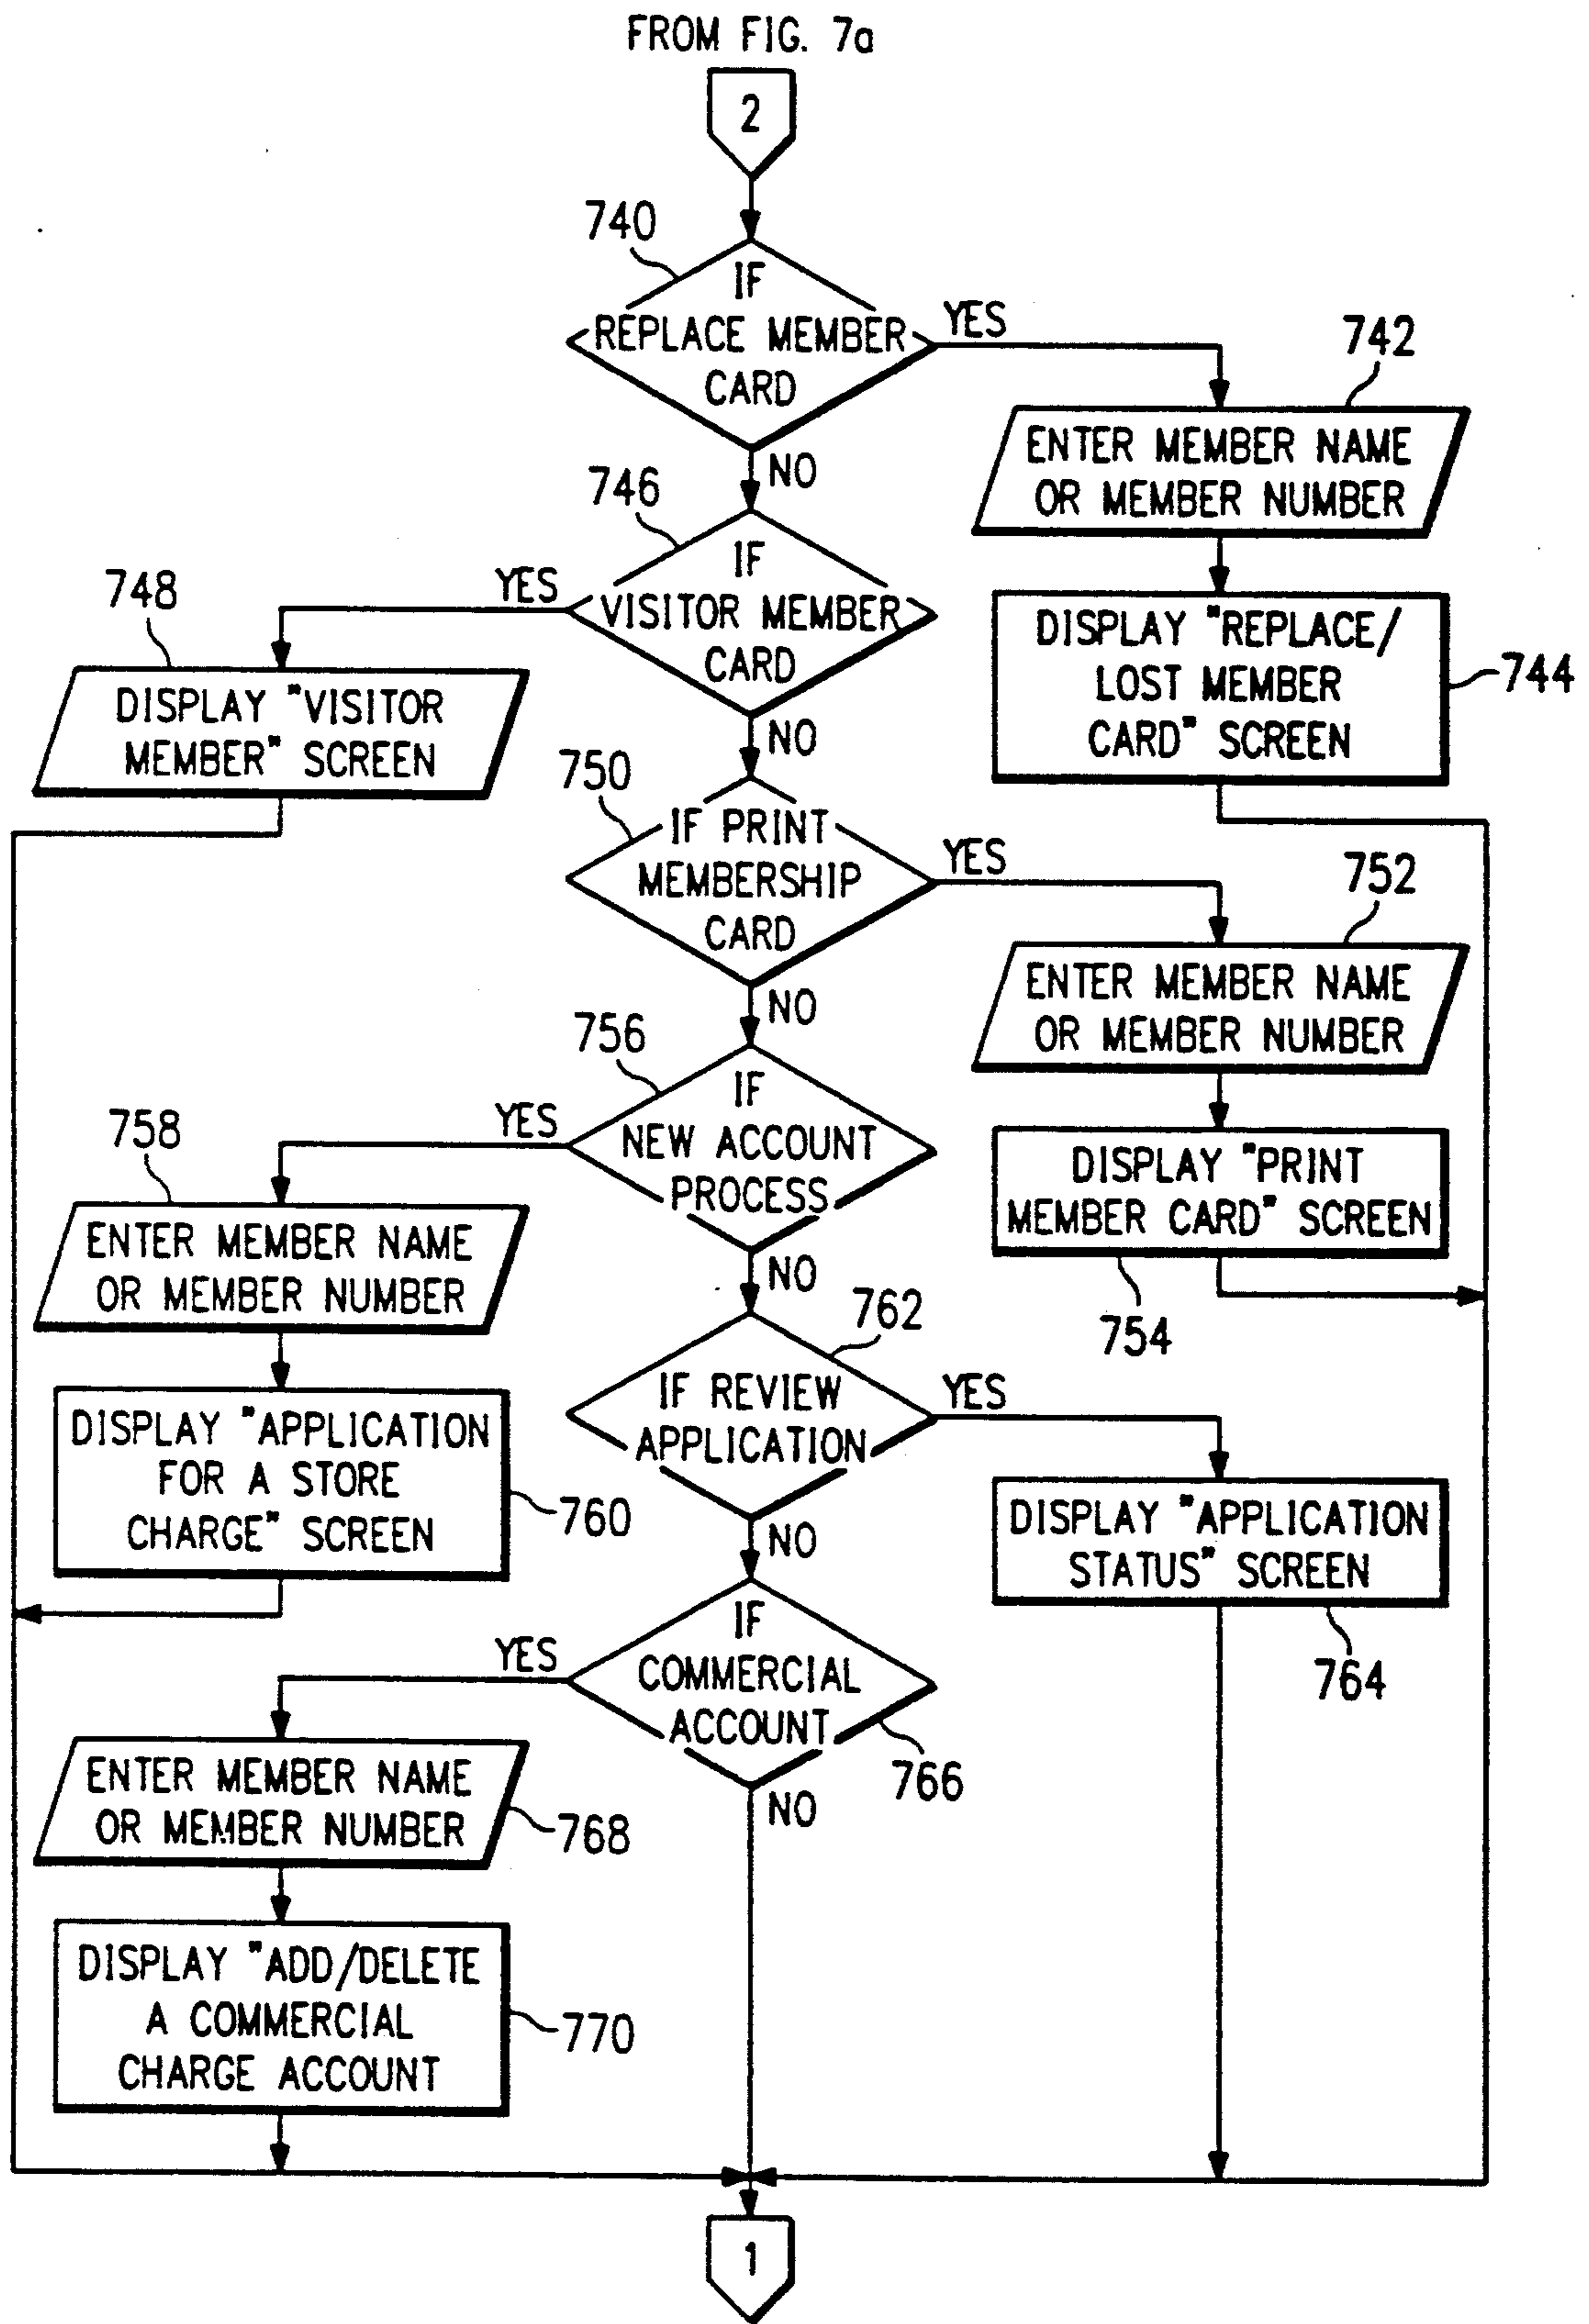 FROM FIG. 7a
2
740
IF
REPLACE MEMBER
CARD
YES
NO
742
ENTER MEMBER NAME
OR MEMBER NUMBER
DISPLAY "REPLACE/
LOST MEMBER
CARD" SCREEN
744
746
IF
VISITOR MEMBER
CARD
YES
NO
748
DISPLAY "VISITOR
MEMBER" SCREEN
750
IF PRINT
MEMBERSHIP
CARD
YES
NO
752
ENTER MEMBER NAME
OR MEMBER NUMBER
DISPLAY "PRINT
MEMBER CARD" SCREEN
754
756
IF
NEW ACCOUNT
PROCESS
YES
NO
758
ENTER MEMBER NAME
OR MEMBER NUMBER
DISPLAY "APPLICATION
FOR A STORE
CHARGE" SCREEN
760
762
IF REVIEW
APPLICATION
YES
NO
DISPLAY "APPLICATION
STATUS" SCREEN
764
IF
COMMERCIAL
ACCOUNT
766
YES
NO
ENTER MEMBER NAME
OR MEMBER NUMBER
768
DISPLAY "ADD/DELETE
A COMMERCIAL
CHARGE ACCOUNT
770
1